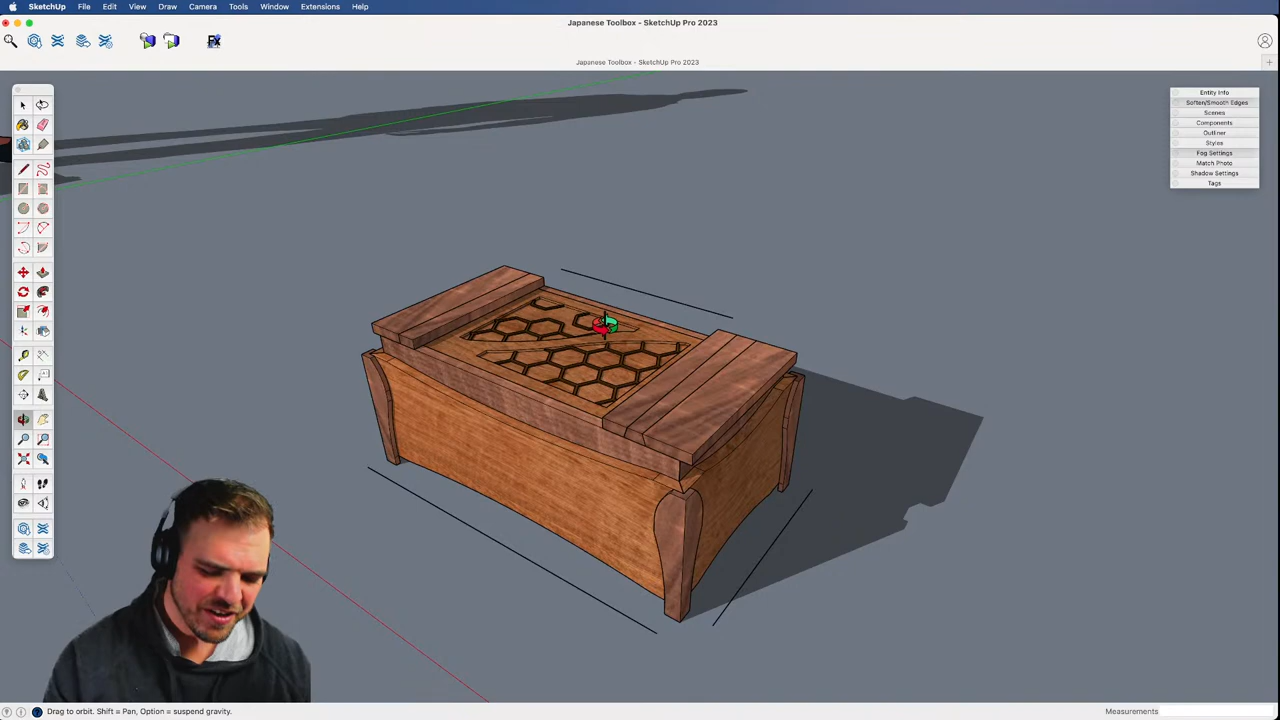 SketchUp File Edit View Draw Camera Tools Window Extensions Help
Japanese Toolbox - SketchUp Pro 2023
Japanese Toolbox - SketchUp Pro 2023
Entity Info
Soften/Smooth Edges
Scenes
Components
Outliner
Styles
Fog Settings
Match Photo
Shadow Settings
Tags
Drag to orbit. Shift = Pan, Option = suspend gravity.
Measurements